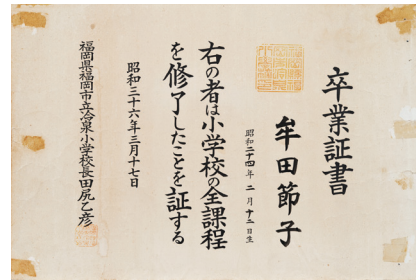 卒業証書
牟田節子
昭和二十四年二月十二日生
右の者は小学校の全課程
を修了したことを証する
昭和三十六年三月十七日
福岡県福岡市立冷泉小学校長田尻乙彦